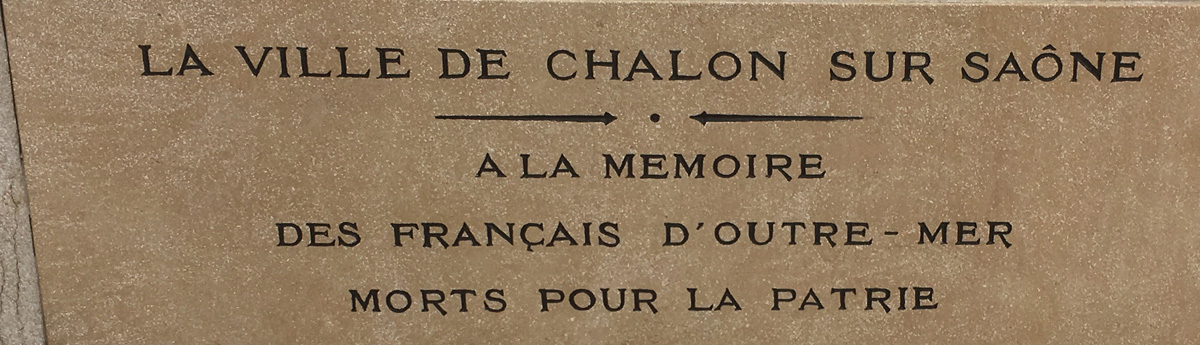 LA VILLE DE CHALON SUR SAÔNE
A LA MEMOIRE
DES FRANÇAIS D'OUTRE-MER
MORTS POUR LA PATRIE